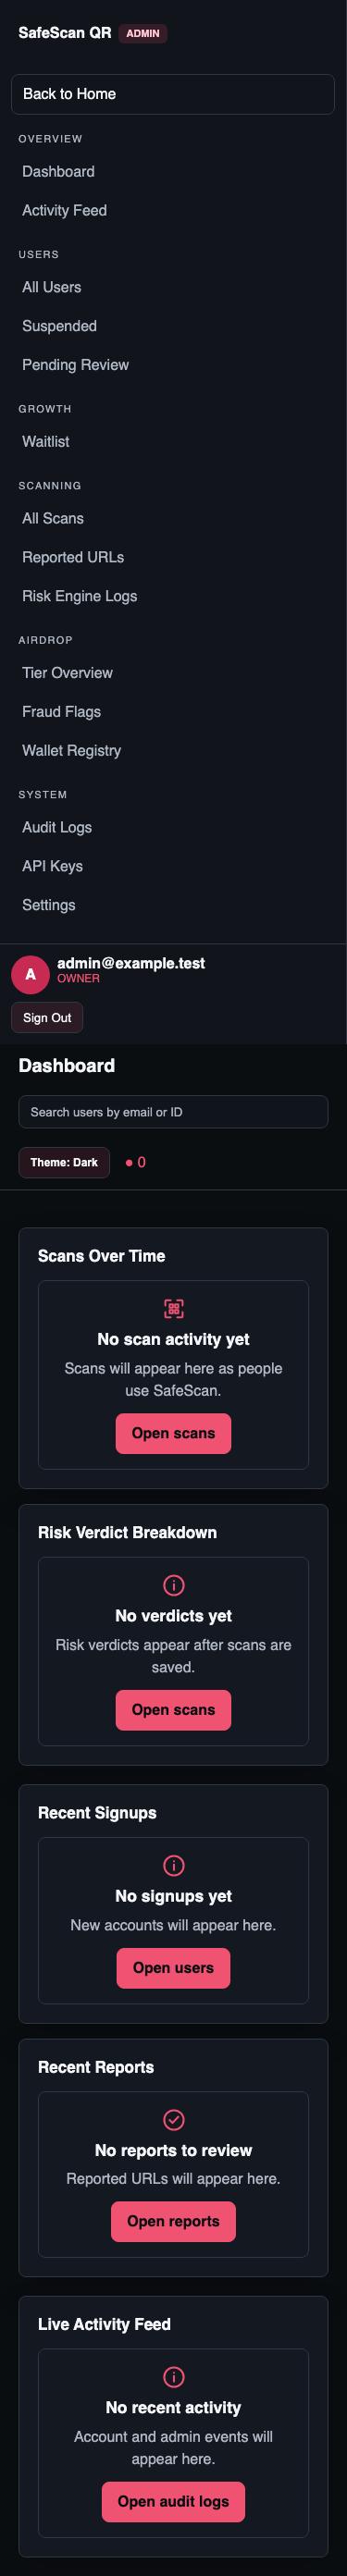 SafeScan QR ADMIN
Back to Home
OVERVIEW
Dashboard
Activity Feed
USERS
All Users
Suspended
Pending Review
GROWTH
Waitlist
SCANNING
All Scans
Reported URLs
Risk Engine Logs
AIRDROP
Tier Overview
Fraud Flags
Wallet Registry
SYSTEM
Audit Logs
API Keys
Settings
A
admin@example.test
OWNER
Sign Out
Dashboard
Search users by email or ID
Theme: Dark
0
Scans Over Time
No scan activity yet
Scans will appear here as people
use SafeScan.
Open scans
Risk Verdict Breakdown
No verdicts yet
Risk verdicts appear after scans are
saved.
Open scans
Recent Signups
No signups yet
New accounts will appear here.
Open users
Recent Reports
No reports to review
Reported URLs will appear here.
Open reports
Live Activity Feed
No recent activity
Account and admin events will
appear here.
Open audit logs